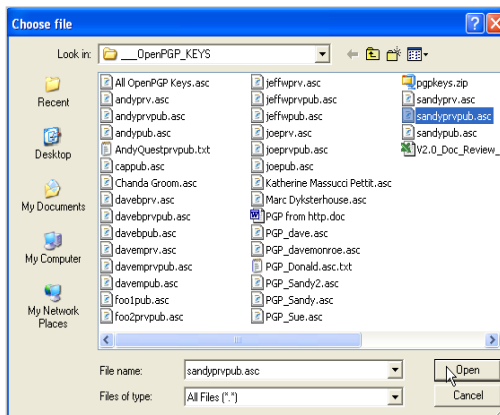 Choose file
Look in: ___OpenPGP_KEYS
Recent
Desktop
My Documents
My Computer
My Network
Places
All OpenPGP Keys.asc
andyprv.asc
andyprvpub.asc
andypub.asc
AndyQuestprvpub.txt
cappub.asc
Chanda Groom.asc
davebprv.asc
davebprvpub.asc
davebpub.asc
davemprv.asc
davemprvpub.asc
davempub.asc
foo1pub.asc
foo2prvpub.asc
jeffwprv.asc
jeffwprvpub.asc
jeffwpub.asc
joeprv.asc
joeprvpub.asc
joepub.asc
Katherine Massucci Pettit.asc
Marc Dyksterhouse.asc
PGP from http.doc
PGP_dave.asc
PGP_davemonroe.asc
PGP_Donald.asc.txt
PGP_Sandy2.asc
PGP_Sandy.asc
PGP_Sue.asc
pgpkeys.zip
sandyprv.asc
sandyprvpub.asc
sandypub.asc
V2.0_Doc_Review_
File name: sandyprvpub.asc
Open
Files of type: All Files (*.*)
Cancel